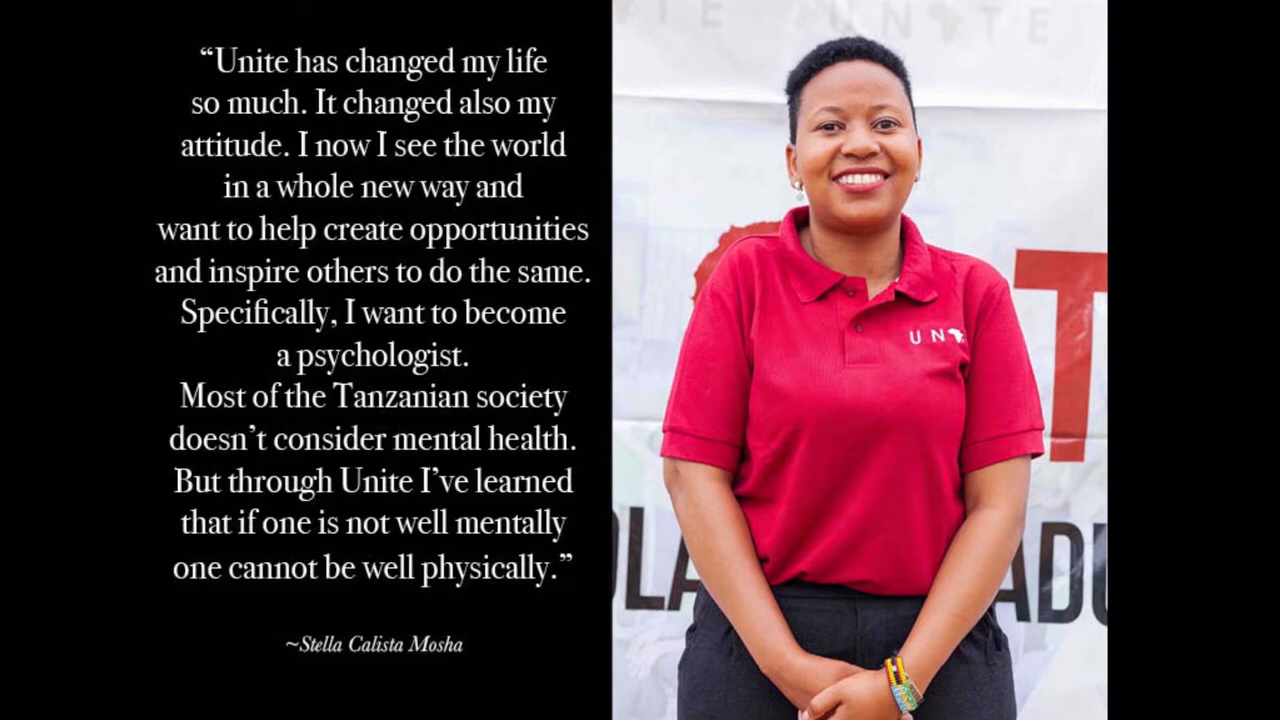 “Unite has changed my life
so much. It changed also my
attitude. I now I see the world
in a whole new way and
want to help create opportunities
and inspire others to do the same.
Specifically, I want to become
a psychologist.
Most of the Tanzanian society
doesn’t consider mental health.
But through Unite I’ve learned
that if one is not well mentally
one cannot be well physically.”
~Stella Calista Mosha
UNITE
UN
T